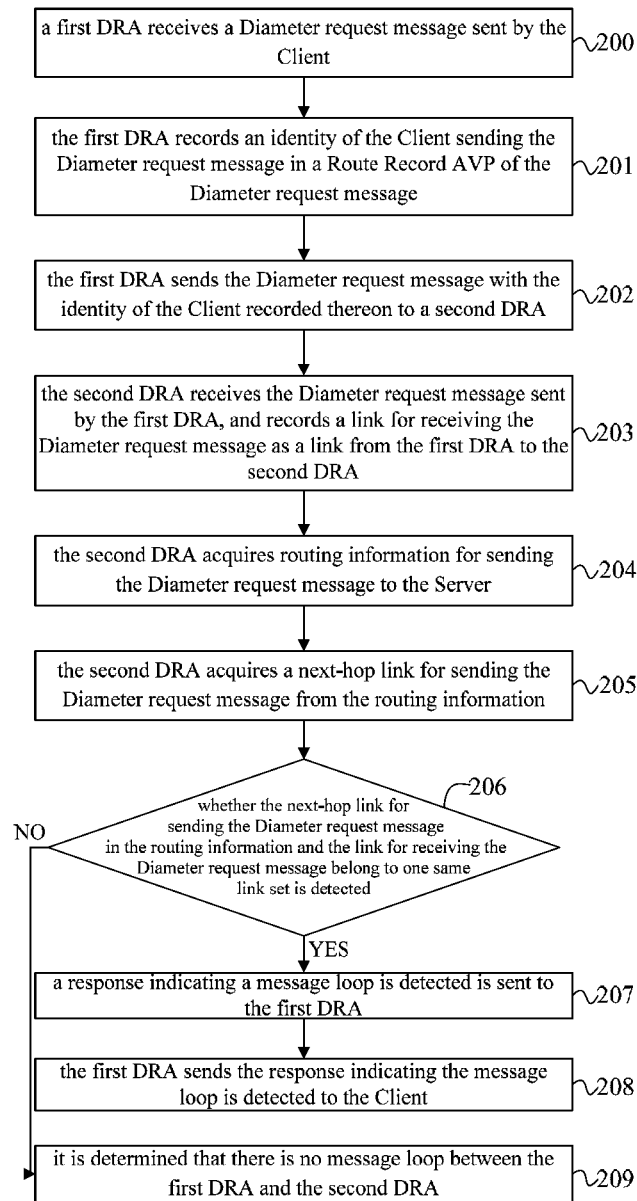 a first DRA receives a Diameter request message sent by the
Client
200
the first DRA records an identity of the Client sending the
Diameter request message in a Route Record AVP of the
Diameter request message
201
the first DRA sends the Diameter request message with the
identity of the Client recorded thereon to a second DRA
202
the second DRA receives the Diameter request message sent
by the first DRA, and records a link for receiving the
Diameter request message as a link from the first DRA to the
second DRA
203
the second DRA acquires routing information for sending
the Diameter request message to the Server
204
the second DRA acquires a next-hop link for sending the
Diameter request message from the routing information
205
206
whether the next-hop link for
sending the Diameter request message
in the routing information and the link for receiving the
Diameter request message belong to one same
link set is detected
NO
YES
a response indicating a message loop is detected is sent to
the first DRA
207
the first DRA sends the response indicating the message
loop is detected to the Client
208
it is determined that there is no message loop between the
first DRA and the second DRA
209